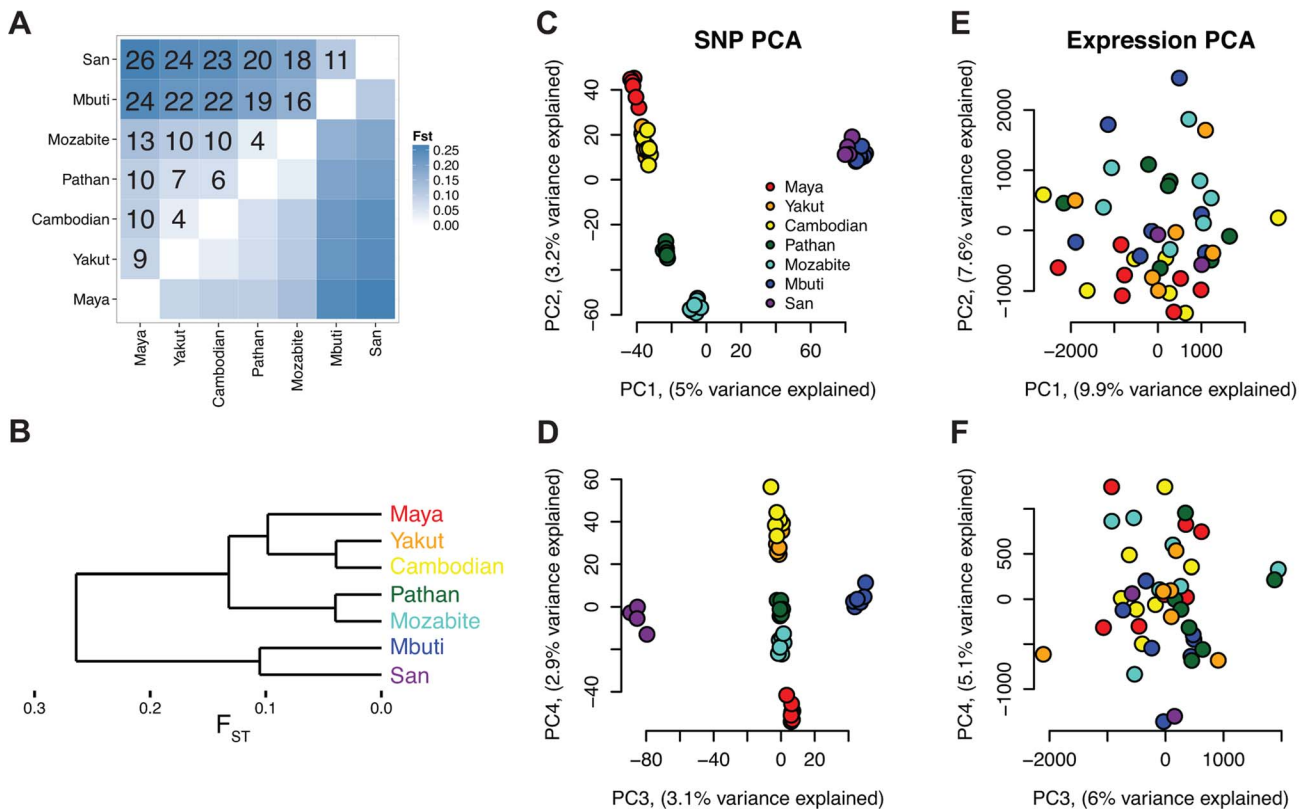 A
San 26 24 23 20 18 11
Mbuti 24 22 22 19 16
Mozabite 13 10 10 4
Pathan 10 7 6
Cambodian 10 4
Yakut 9
Maya
Maya Yakut Cambodian Pathan Mozabite Mbuti San
Fst
0.25
0.20
0.15
0.10
0.05
0.00
B
Maya
Yakut
Cambodian
Pathan
Mozabite
Mbuti
San
0.3 0.2 0.1 0.0
FST
C
SNP PCA
PC2, (3.2% variance explained)
40
20
0
−20
−60
Maya
Yakut
Cambodian
Pathan
Mozabite
Mbuti
San
−40 0 20 60
PC1, (5% variance explained)
D
PC4, (2.9% variance explained)
60
40
20
0
−40
−80 −40 0 20
PC3, (3.1% variance explained)
E
Expression PCA
PC2, (7.6% variance explained)
2000
1000
0
−1000
−2000 0 1000
PC1, (9.9% variance explained)
F
PC4, (5.1% variance explained)
500
0
−1000
−2000 0 1000
PC3, (6% variance explained)